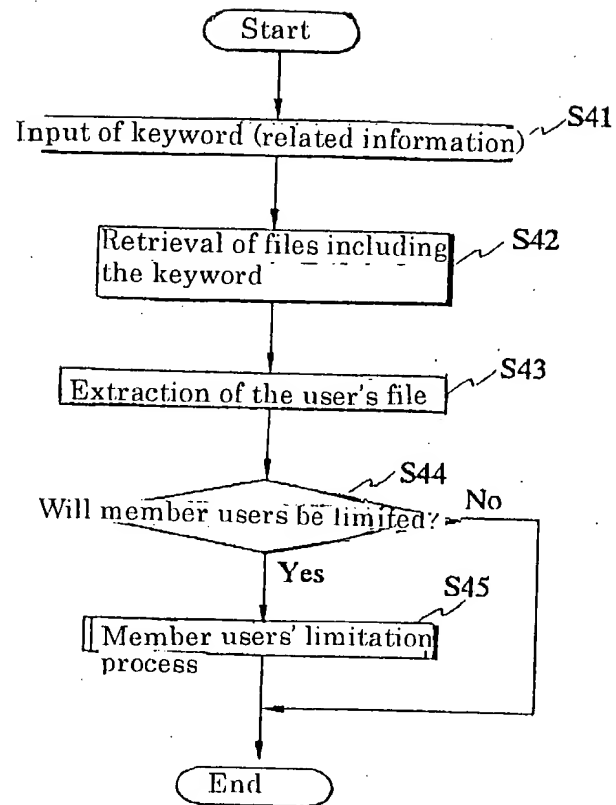 Start
Input of keyword (related information)
S41
Retrieval of files including
the keyword
S42
Extraction of the user's file
S43
S44
Will member users be limited?
No
Yes
S45
Member users' limitation
process
End